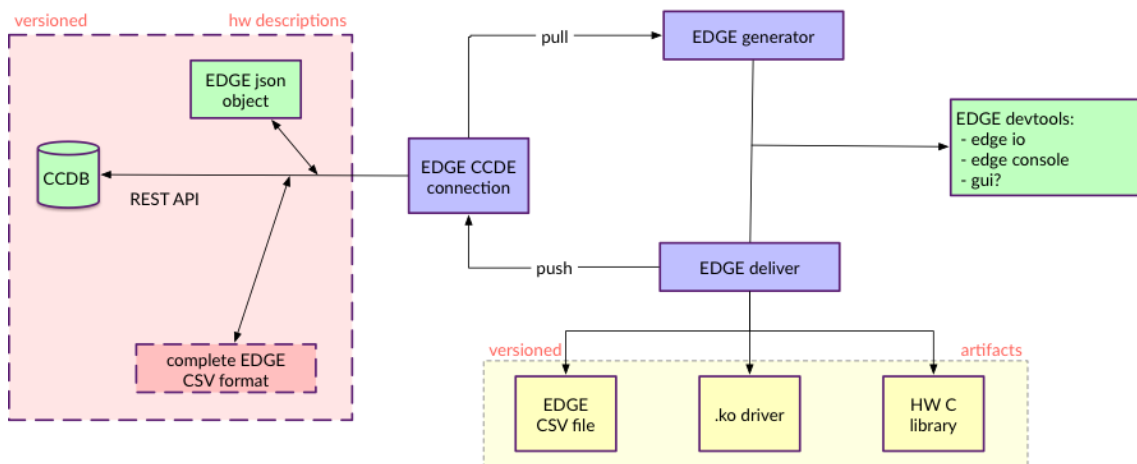 versioned
hw descriptions
EDGE json
object
CCDB
REST API
complete EDGE
CSV format
EDGE CCDE
connection
pull
push
EDGE generator
EDGE devtools:
- edge io
- edge console
- gui?
EDGE deliver
versioned
artifacts
EDGE
CSV file
.ko driver
HW C
library